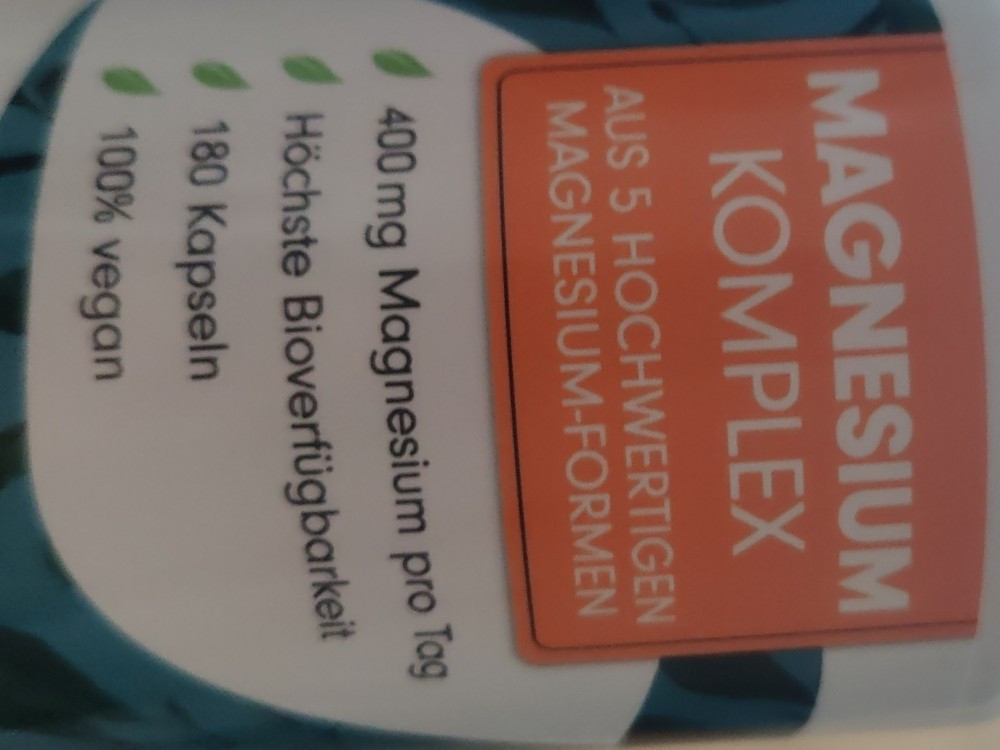 MAGNESIUM
KOMPLEX
AUS 5 HOCHWERTIGEN
MAGNESIUM-FORMEN
400 mg Magnesium pro Tag
Höchste Bioverfügbarkeit
180 Kapseln
100% vegan